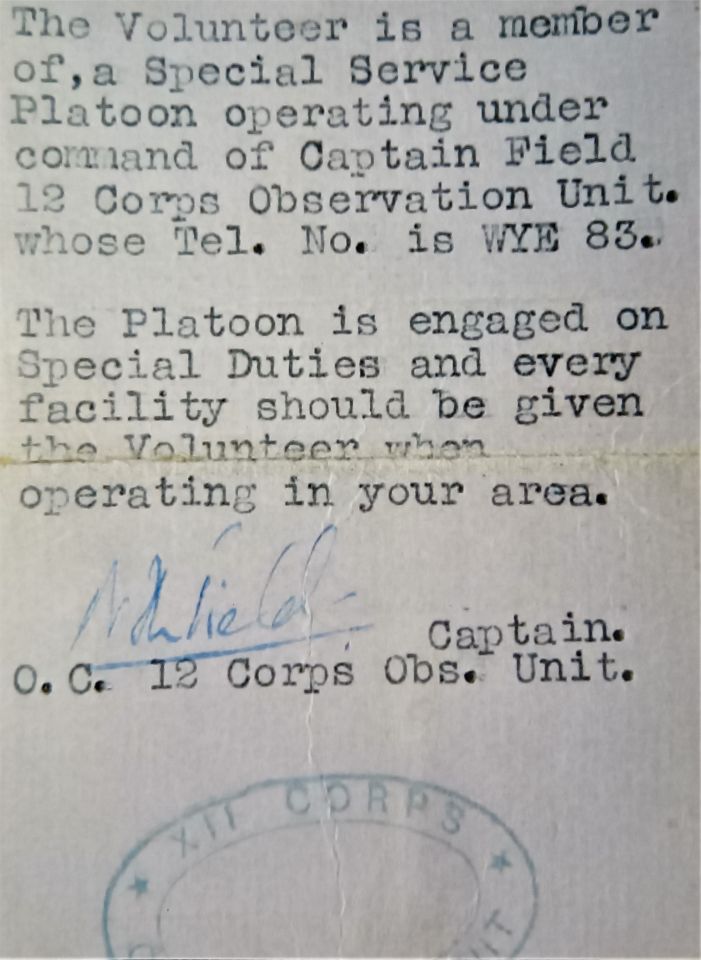 The Volunteer is a member
of,a Special Service
Platoon operating under
command of Captain Field
12 Corps Observation Unit.
whose Tel. No. is WYE 83.
The Platoon is engaged on
Special Duties and every
facility should be given
the Volunteer when
operating in your area.
Field
Captain.
O.C. 12 Corps Obs. Unit.
XII CORPS